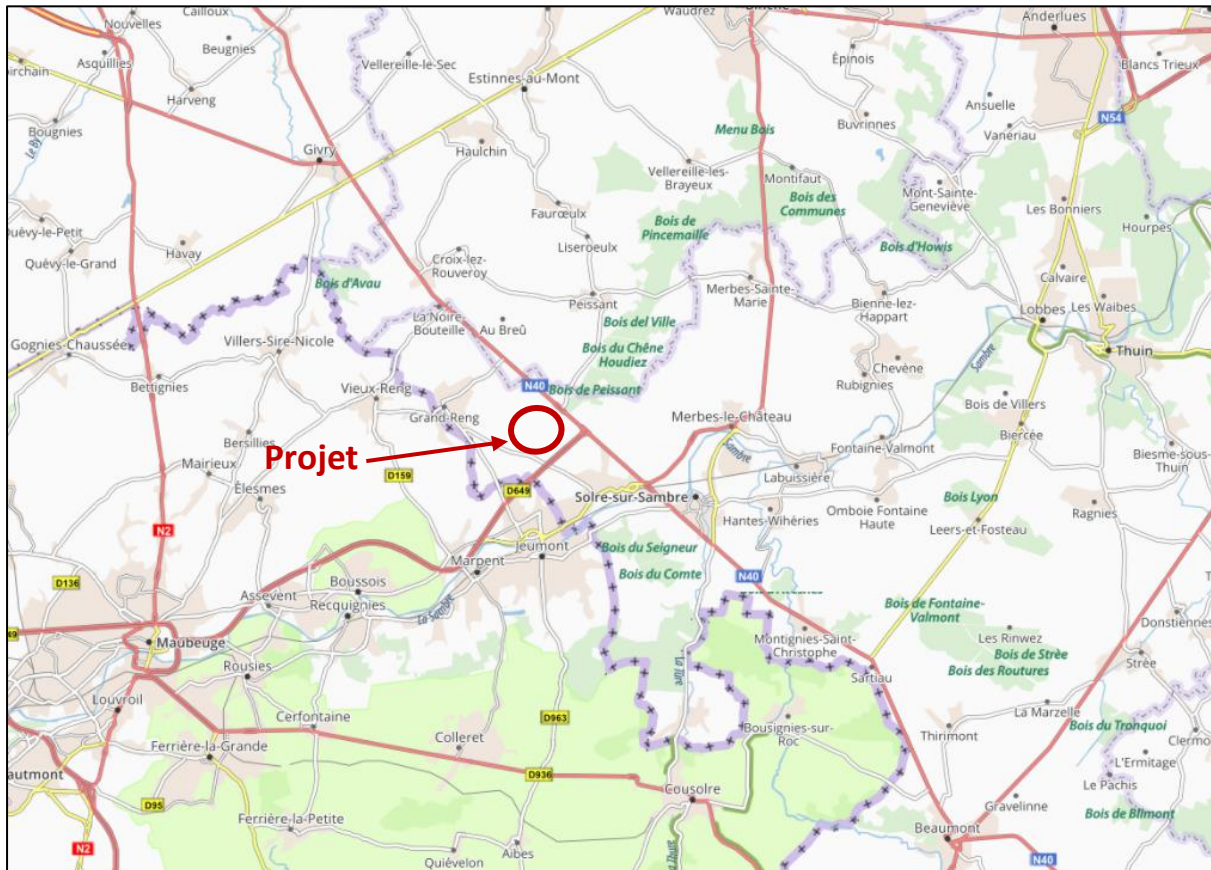 Nouvelles
Cailloux
Waudrez
Anderlues
Asquillies
Beugnies
Vellereille-le-Sec
Épinois
Blancs Trieux
Harveng
Estinnes-au-Mont
Ansuelle
N54
Bougnies
Buvrinnes
Vaneriau
Le By
Menu Bois
Givry
Haulchin
Vellereille-les-
Brayeux
Montifaut
Mont-Sainte-
Geneviève
Bois des
Communes
Les Bonniers
Faurœulx
Bois de
Pincemaille
Hourpes
Quévy-le-Petit
Havay
Liseroeulx
Bois d'Howis
Quévy-le-Grand
Croix-lez-
Rouveroy
Calvaire
Bois d'Avau
Peissant
Merbes-Sainte-
Marie
Bienne-lez-
Happart
Lobbes
Les Waibes
La Noire-
Bouteille
Au Breû
Bois del Ville
Sambre
Gognies-Chaussée
Villers-Sire-Nicole
Bois du Chêne
Houdiez
Thuin
Chevène
Bettignies
Vieux-Reng
N40
Bois de Peissant
Rubignies
Grand-Reng
Merbes-le-Château
Bois de Villers
Bersillies
Projet
Fontaine-Valmont
Biercée
Sambre
Mairieux
Biesme-sous-
Thuin
Élesmes
D159
Labuissière
D649
Solre-sur-Sambre
Bois Lyon
Hantes-Wihéries
Omboie Fontaine
Haute
Ragnies
N2
Leers-et-Fosteau
Jeumont
Bois du Seigneur
Marpent
Bois du Comte
N40
D136
Boussois
Assevent
Recquignies
La Sambre
Bois de Fontaine-
Valmont
Donstiennes
Maubeuge
Montignies-Saint-
Christophe
Les Rinwez
Bois de Strèe
Strée
Rousies
La Thure
Sartiau
Bois des Routures
Louvroil
La Marzelle
Cerfontaine
D963
Bousignies-sur-
Roc
Bois du Tronquoi
Colleret
Thirimont
Ferrière-la-Grande
L'Ermitage
D936
Le Pachis
Cousolre
D95
Gravelinne
Bois de Blimont
Ferrière-la-Petite
Beaumont
N2
Quiévelon
Aibes
N40